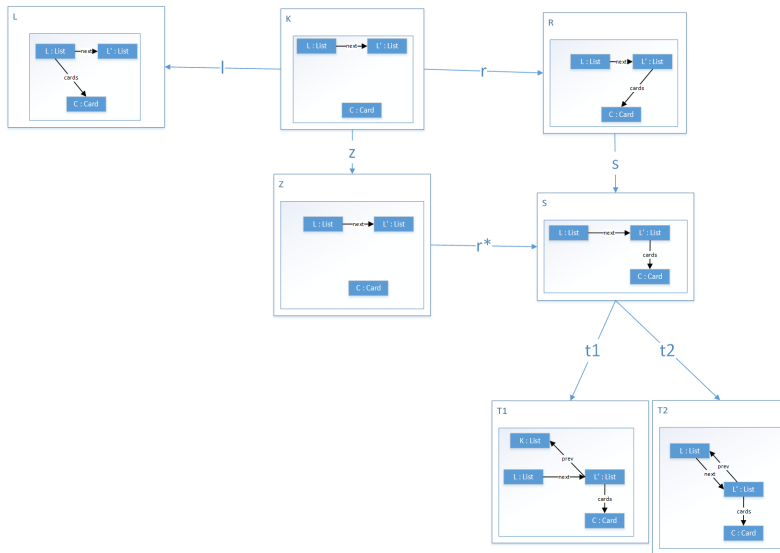 L
L : List
next
L' : List
cards
C : Card
l
K
L : List
next
L' : List
C : Card
r
R
L : List
next
L' : List
cards
C : Card
Z
S
Z
L : List
next
L' : List
C : Card
r*
S
L : List
next
L' : List
cards
C : Card
t1
t2
T1
K : List
prev
L : List
next
L' : List
cards
C : Card
T2
L : List
prev
next
L' : List
cards
C : Card